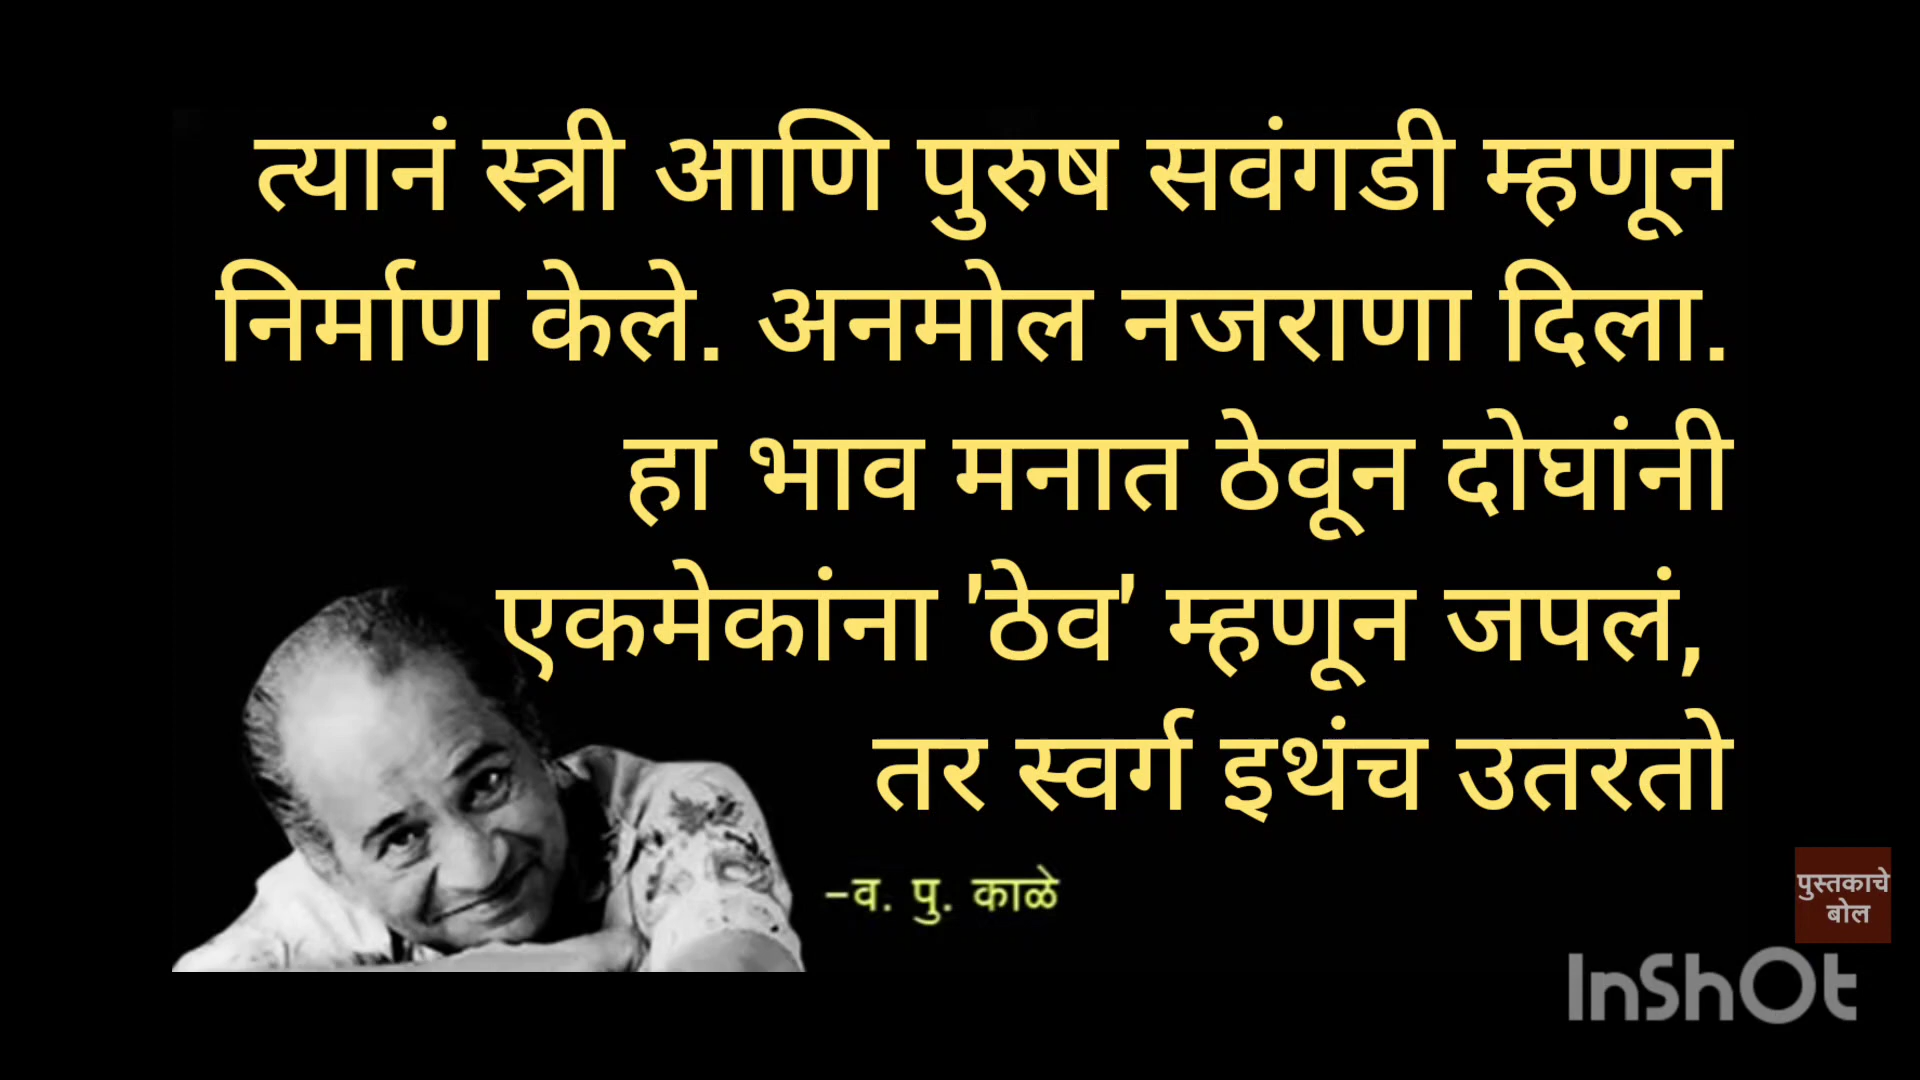 त्यानं स्त्री आणि पुरुष सवंगडी म्हणून
निर्माण केले. अनमोल नजराणा दिला.
हा भाव मनात ठेवून दोघांनी
एकमेकांना 'ठेव' म्हणून जपलं,
तर स्वर्ग इथंच उतरतो
-व. पु. काळे
पुस्तकाचे
बोल
InShOt